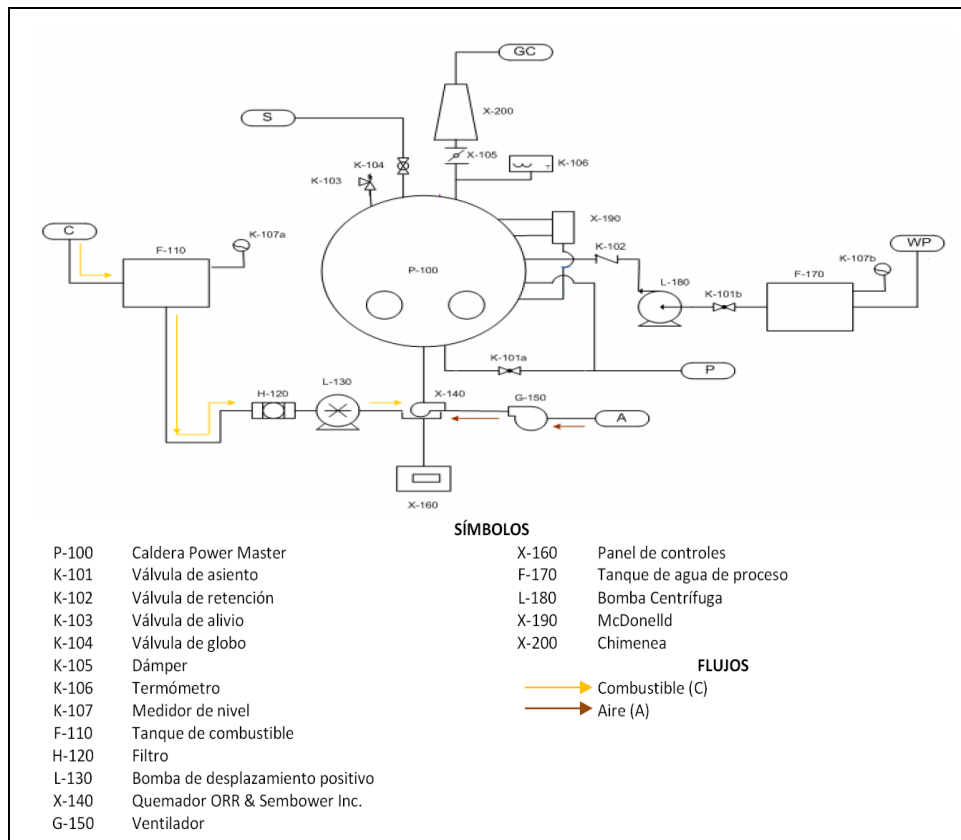 GC
X-200
S
X-105
K-104
K-106
K-103
X-190
C
K-107a
F-110
K-102
WP
K-107b
F-170
P-100
L-180
K-101b
K-101a
P
L-130
H-120
X-140
G-150
A
X-160
T
SÍMBOLOS
P-100 Caldera Power Master
K-101 Válvula de asiento
K-102 Válvula de retención
K-103 Válvula de alivio
K-104 Válvula de globo
K-105 Dámper
K-106 Termómetro
K-107 Medidor de nivel
F-110 Tanque de combustible
H-120 Filtro
L-130 Bomba de desplazamiento positivo
X-140 Quemador ORR & Sembower Inc.
G-150 Ventilador
X-160 Panel de controles
F-170 Tanque de agua de proceso
L-180 Bomba Centrífuga
X-190 McDonelld
X-200 Chimenea
FLUJOS
Combustible (C)
Aire (A)